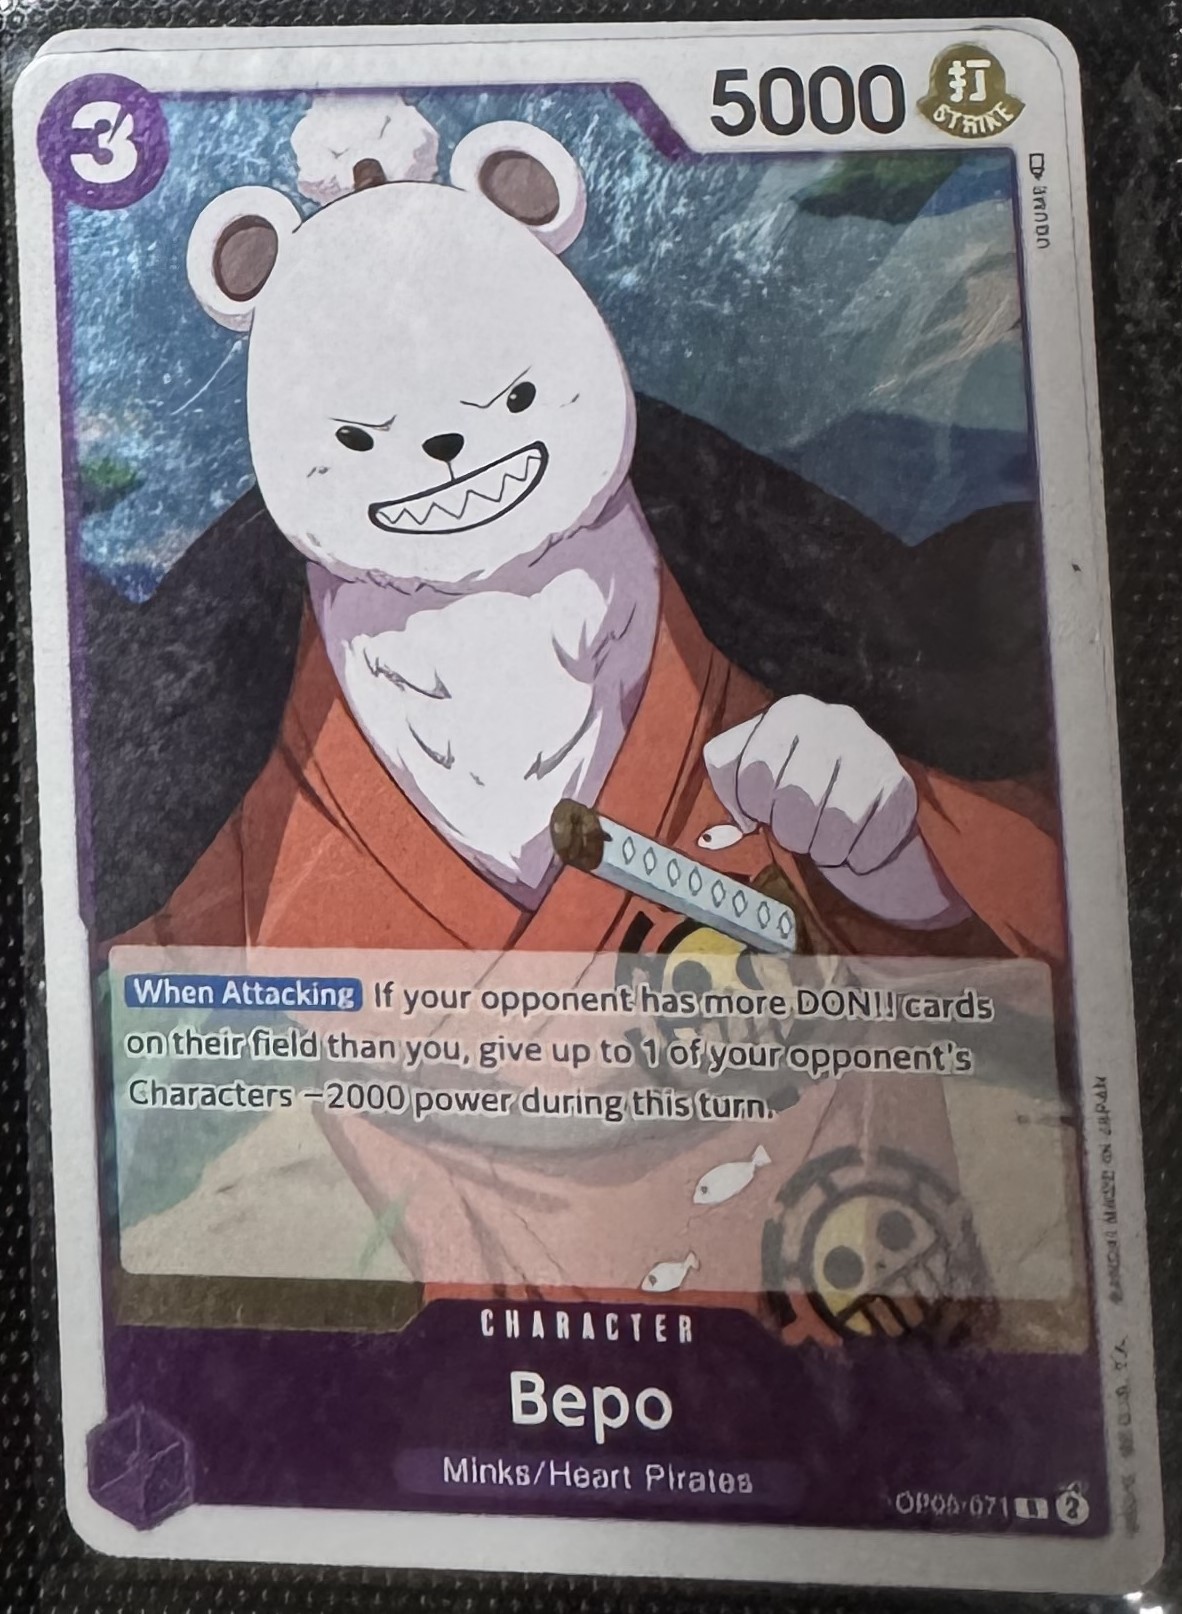 3
5000
打
STRIKE
When Attacking If your opponent has more DON!! cards
on their field than you, give up to 1 of your opponent's
Characters −2000 power during this turn.
CHARACTER
Bepo
Minks/Heart Pirates